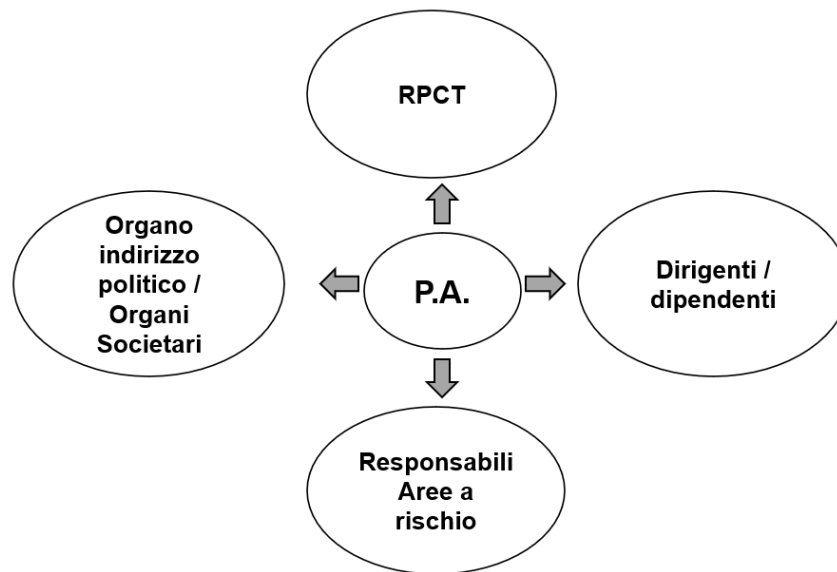 RPCT
Organo
indirizzo
politico /
Organi
Societari
P.A.
Dirigenti /
dipendenti
Responsabili
Aree a
rischio